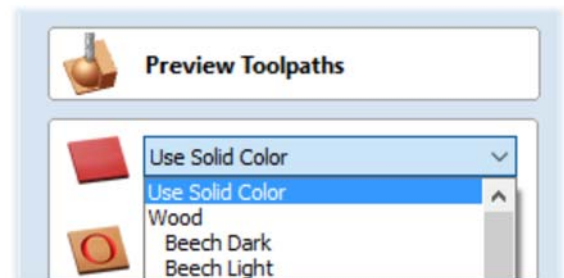 Preview Toolpaths
Use Solid Color
Use Solid Color
Wood
Beech Dark
Beech Light